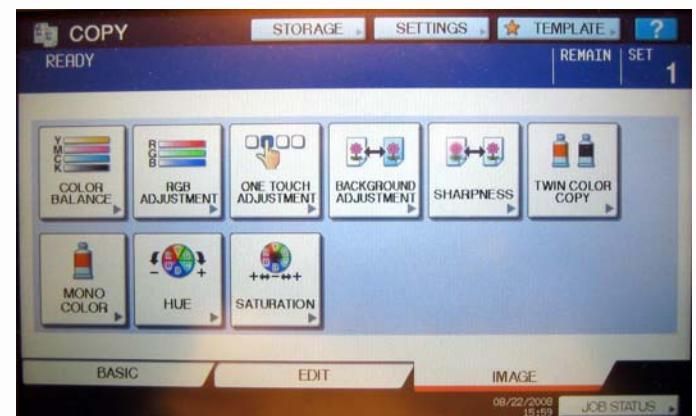 COPY
STORAGE
SETTINGS
TEMPLATE
?
READY
REMAIN
SET
1
Y
M
C
K
COLOR
BALANCE
R
G
B
RGB
ADJUSTMENT
ONE TOUCH
ADJUSTMENT
BACKGROUND
ADJUSTMENT
SHARPNESS
TWIN COLOR
COPY
MONO
COLOR
- +
HUE
+ - +
SATURATION
BASIC
EDIT
IMAGE
08/22/2008
15:59
JOB STATUS